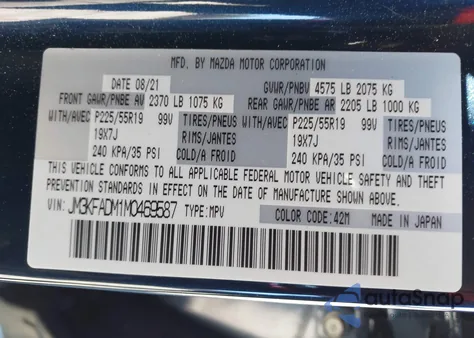 MFD. BY MAZDA MOTOR CORPORATION
DATE 08/21 GVWR/PNBV 4575 LB 2075 KG
FRONT GAWR/PNBE AV 2370 LB 1075 KG REAR GAWR/PNBE AR 2205 LB 1000 KG
WITH/AVEC P225/55R19 99V TIRES/PNEUS WITH/AVEC P225/55R19 99V TIRES/PNEUS
19X7J RIMS/JANTES 19X7J RIMS/JANTES
240 KPA/35 PSI COLD/A FROID 240 KPA/35 PSI COLD/A FROID
THIS VEHICLE CONFORMS TO ALL APPLICABLE FEDERAL MOTOR VEHICLE SAFETY AND THEFT
PREVENTION STANDARDS IN EFFECT ON THE DATE OF MANUFACTURE SHOWN ABOVE.
VIN: JM3KFADM1M0469587 TYPE:MPV COLOR CODE:42M MADE IN JAPAN
autoSnap